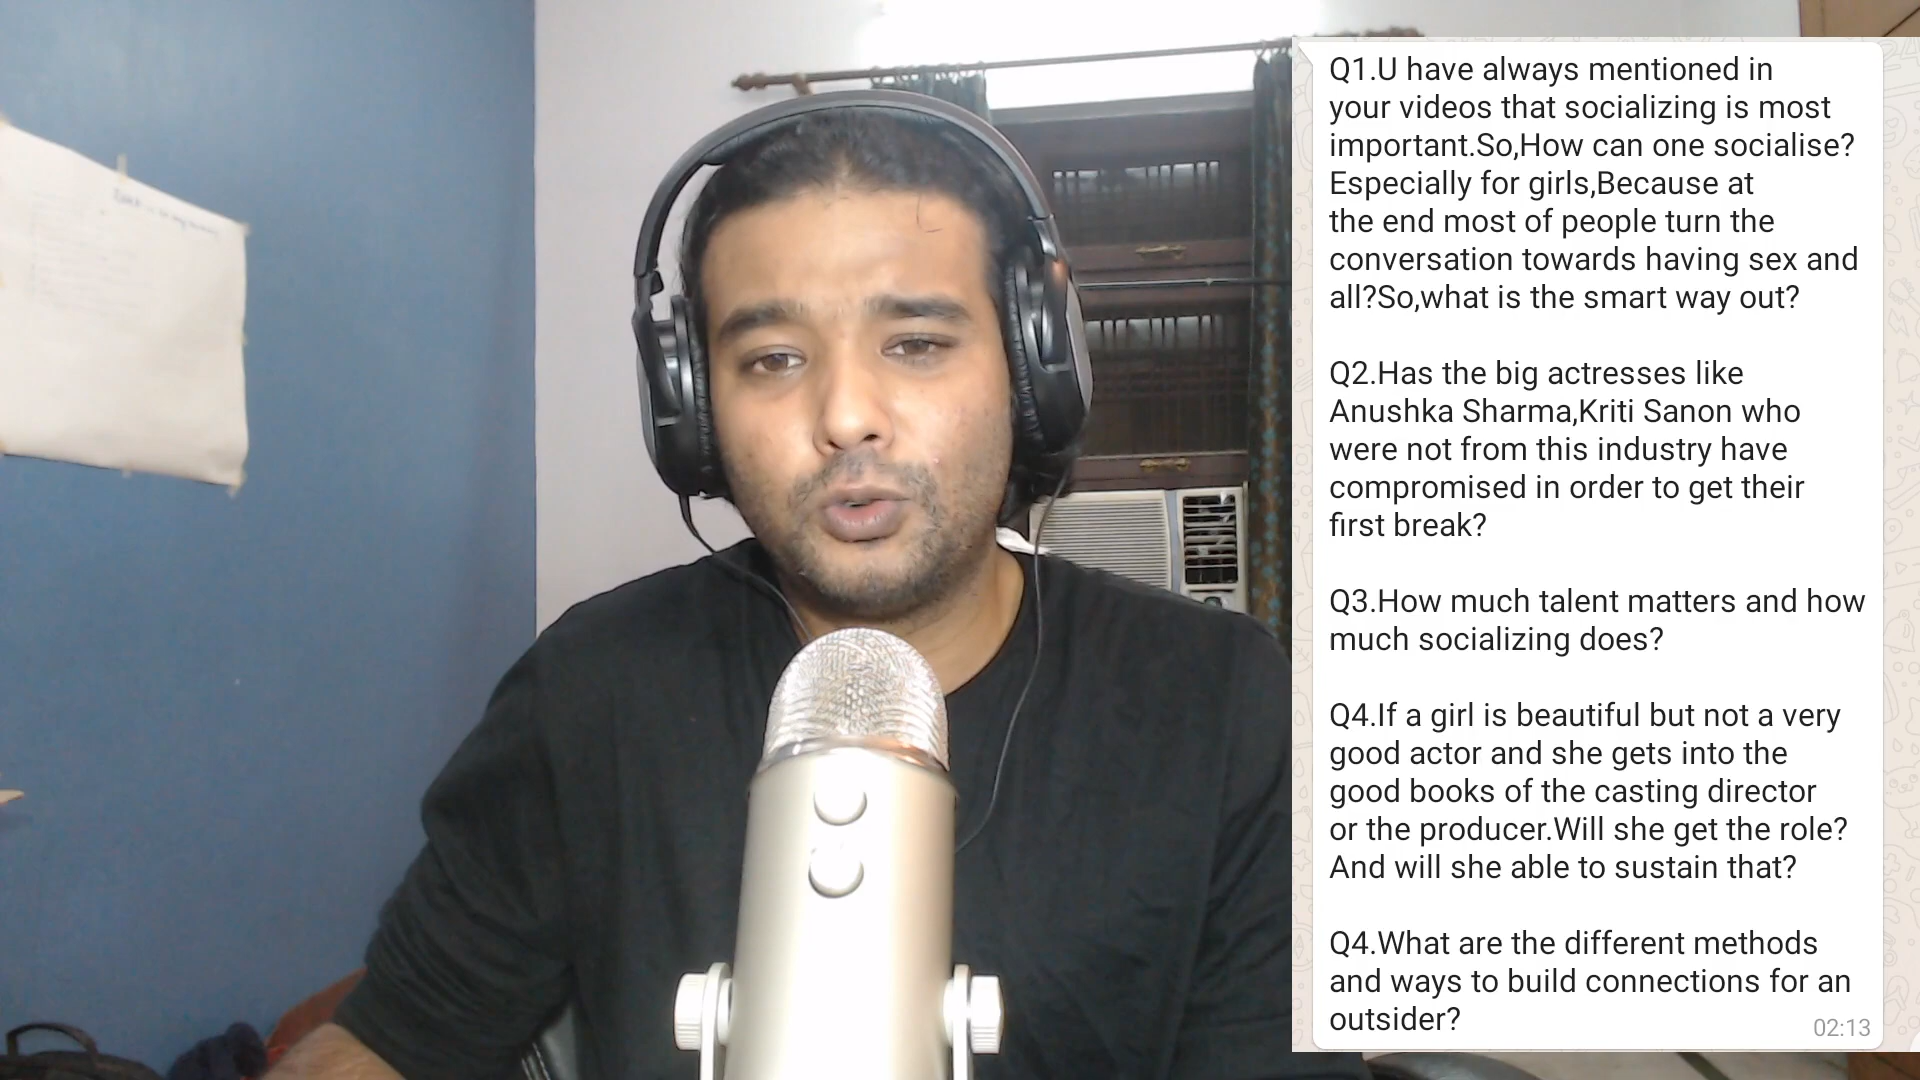 Q1.U have always mentioned in
your videos that socializing is most
important.So,How can one socialise?
Especially for girls,Because at
the end most of people turn the
conversation towards having sex and
all?So,what is the smart way out?
Q2.Has the big actresses like
Anushka Sharma,Kriti Sanon who
were not from this industry have
compromised in order to get their
first break?
Q3.How much talent matters and how
much socializing does?
Q4.If a girl is beautiful but not a very
good actor and she gets into the
good books of the casting director
or the producer.Will she get the role?
And will she able to sustain that?
Q4.What are the different methods
and ways to build connections for an
outsider?
02:13